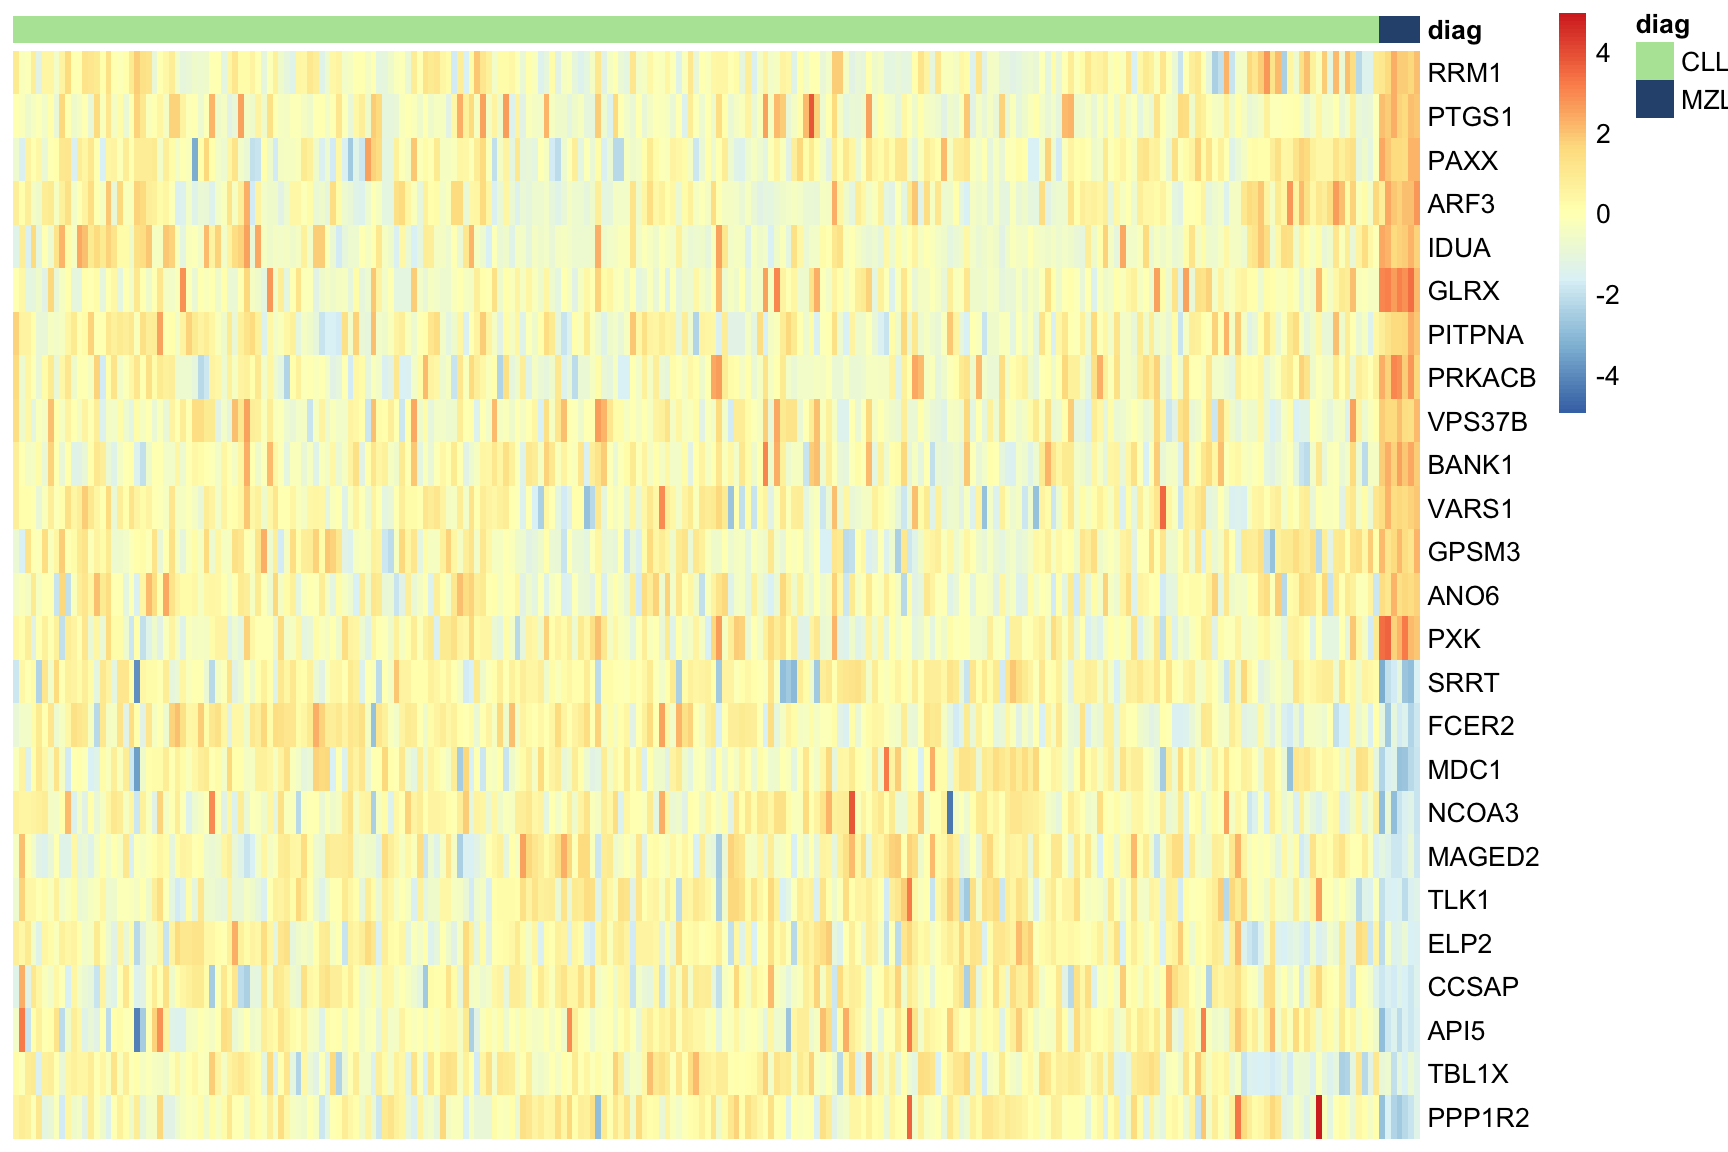 diag
RRM1
PTGS1
PAXX
ARF3
IDUA
GLRX
PITPNA
PRKACB
VPS37B
BANK1
VARS1
GPSM3
ANO6
PXK
SRRT
FCER2
MDC1
NCOA3
MAGED2
TLK1
ELP2
CCSAP
API5
TBL1X
PPP1R2
4
2
0
-2
-4
diag
CLL
MZL